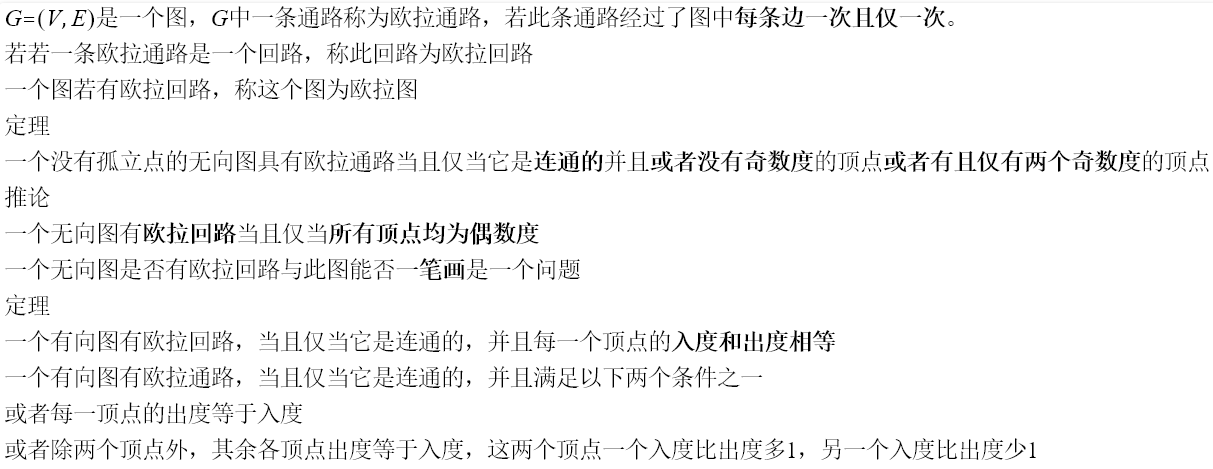 G=(V, E)是一个图，G中一条通路称为欧拉通路，若此条通路经过了图中每条边一次且仅一次。
若若一条欧拉通路是一个回路，称此回路为欧拉回路
一个图若有欧拉回路，称这个图为欧拉图
定理
一个没有孤立点的无向图具有欧拉通路当且仅当它是连通的并且或者没有奇数度的顶点或者有且仅有两个奇数度的顶点
推论
一个无向图有欧拉回路当且仅当所有顶点均为偶数度
一个无向图是否有欧拉回路与此图能否一笔画是一个问题
定理
一个有向图有欧拉回路，当且仅当它是连通的，并且每一个顶点的入度和出度相等
一个有向图有欧拉通路，当且仅当它是连通的，并且满足以下两个条件之一
或者每一顶点的出度等于入度
或者除两个顶点外，其余各顶点出度等于入度，这两个顶点一个入度比出度多1，另一个入度比出度少1